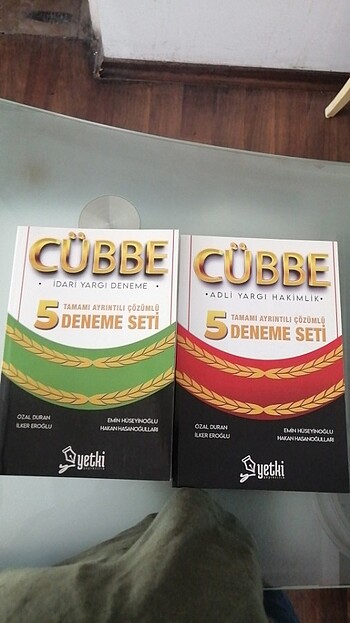 CÜBBE
• İDARİ YARGI DENEME •
5 TAMAMI AYRINTILI ÇÖZÜMLÜ
DENEME SETİ
ÖZAL DURAN
İLKER EROĞLU
EMİN HÜSEYİNOĞLU
HAKAN HASANOĞULLARI
yetki
CÜBBE
• ADLİ YARGI HAKİMLİK •
5 TAMAMI AYRINTILI ÇÖZÜMLÜ
DENEME SETİ
ÖZAL DURAN
İLKER EROĞLU
EMİN HÜSEYİNOĞLU
HAKAN HASANOĞULLARI
yetki